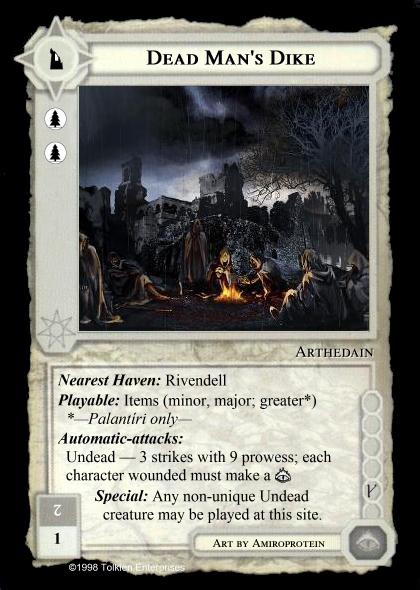 DEAD MAN'S DIKE
ARTHEDAIN
Nearest Haven: Rivendell
Playable: Items (minor, major; greater*)
*—Palantíri only—
Automatic-attacks:
Undead — 3 strikes with 9 prowess; each
character wounded must make a
Special: Any non-unique Undead
creature may be played at this site.
2
1
ART BY AMIROPROTEIN
©1998 Tolkien Enterprises